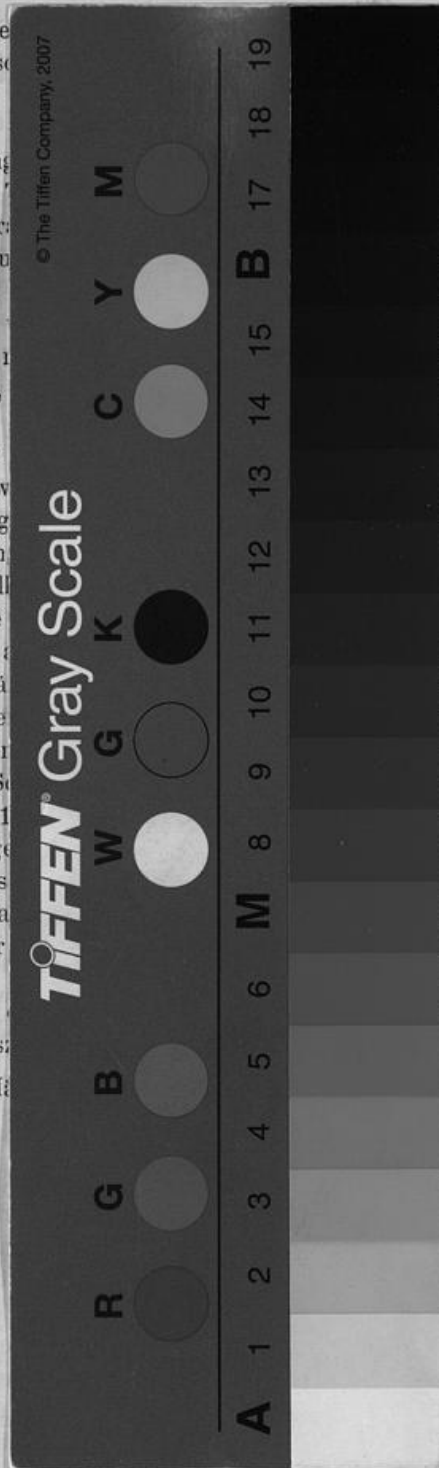 © The Tiffen Company, 2007
TIFFEN® Gray Scale
R G B W G K C Y M
A 1 2 3 4 5 6 M 8 9 10 11 12 13 14 15 B 17 18 19